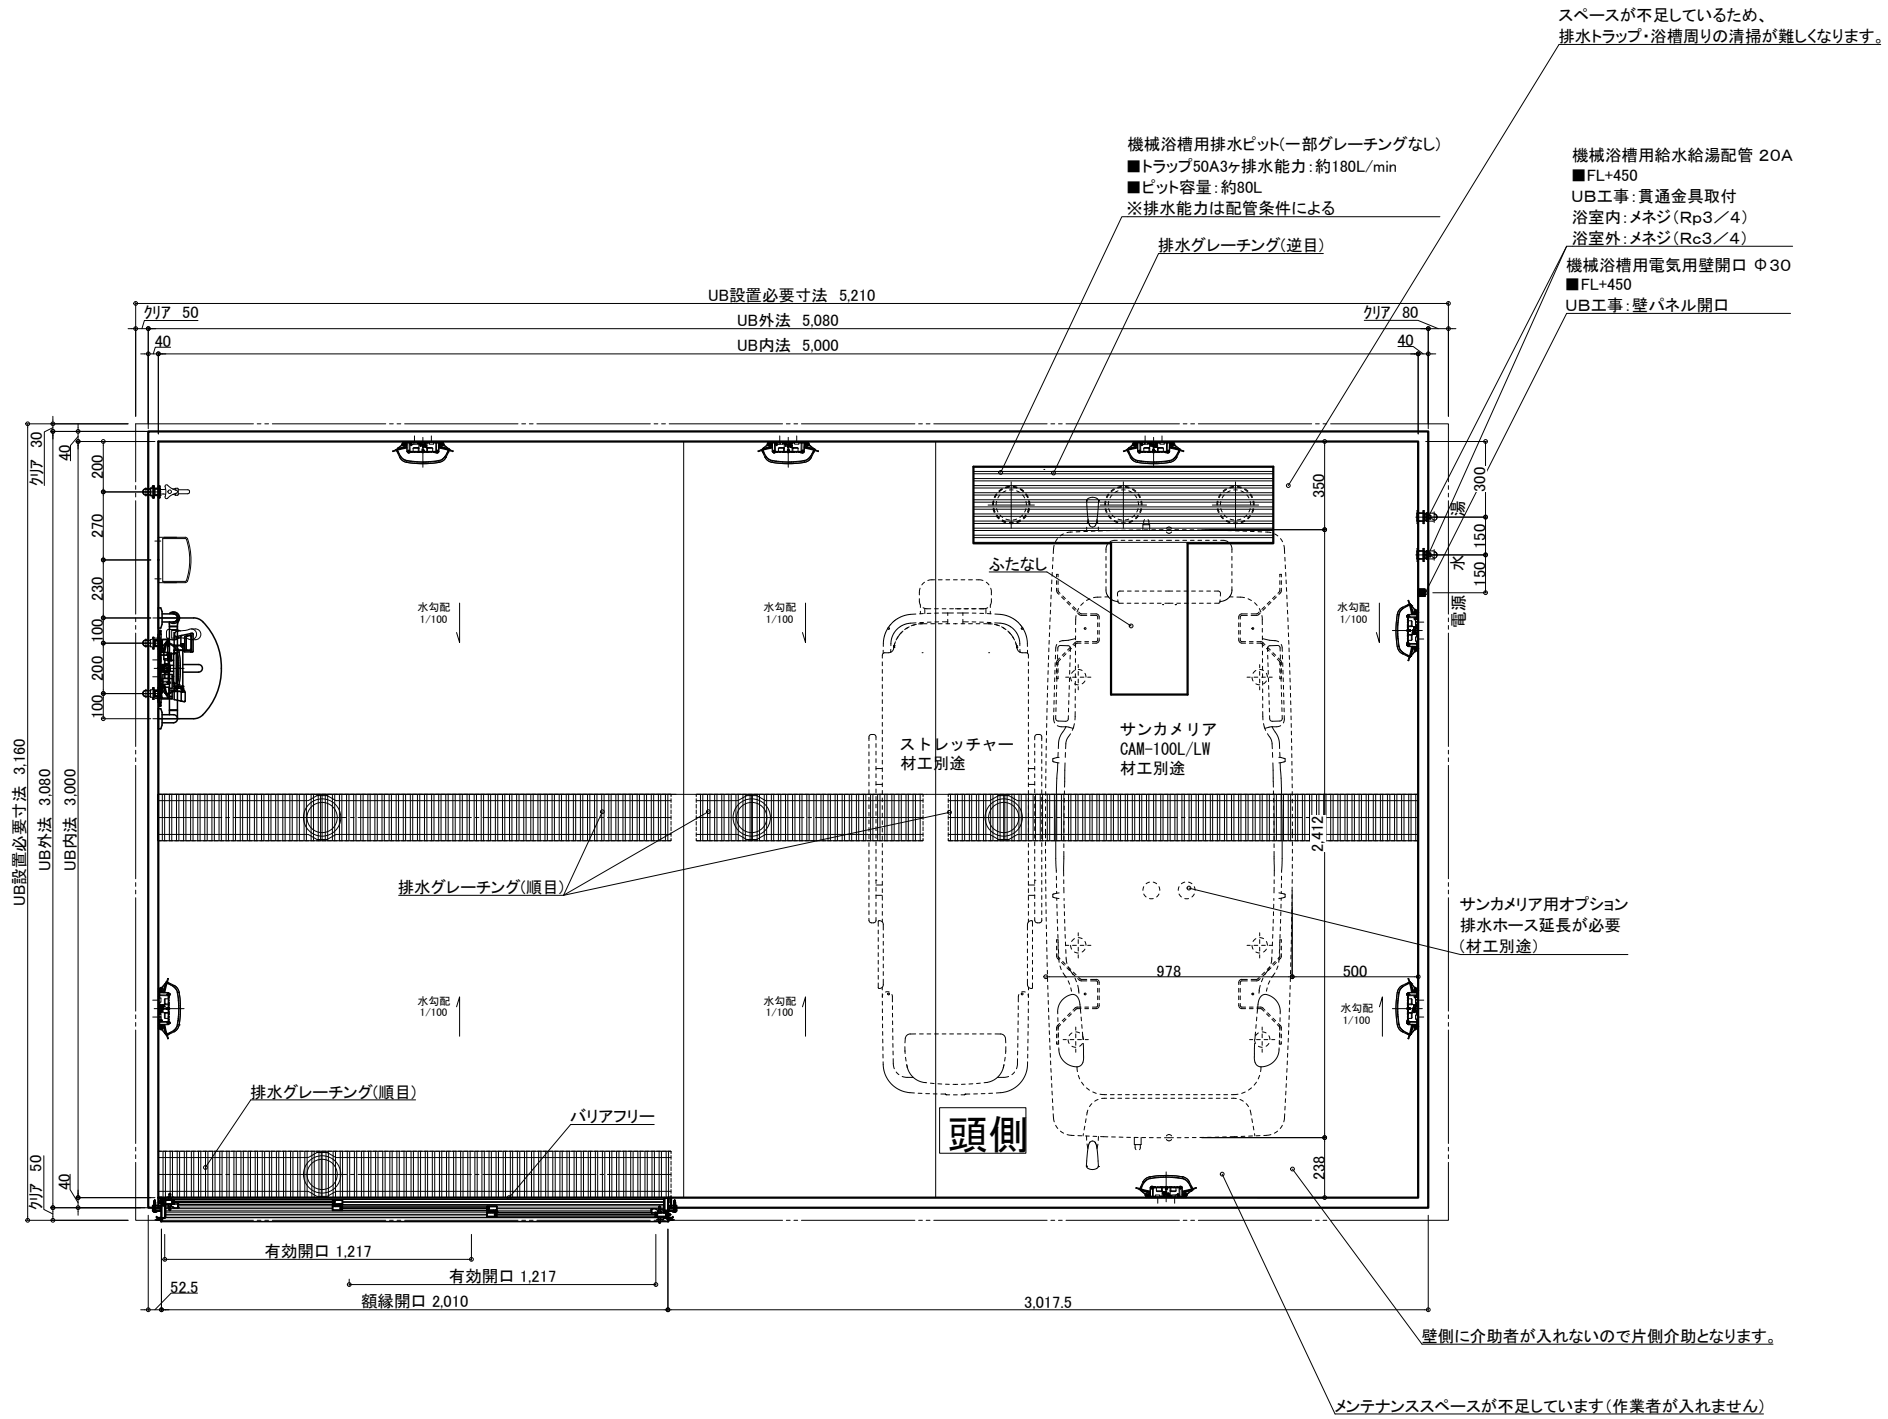 スペースが不足しているため、
排水トラップ・浴槽周りの清掃が難しくなります。
機械浴槽用排水ピット(一部グレーチングなし)
■トラップ50A3ヶ排水能力：約180L/min
■ピット容量：約80L
※排水能力は配管条件による
排水グレーチング(逆目)
機械浴槽用給水給湯配管 20A
■FL+450
UB工事：貫通金具取付
浴室内：メネジ(Rp3／4)
浴室外：メネジ(Rc3／4)
機械浴槽用電気用壁開口 Φ30
■FL+450
UB工事：壁パネル開口
UB設置必要寸法 5,210
クリア 50
UB外法 5,080
クリア 80
40
UB内法 5,000
40
クリア 30
40
200
270
230
100
200
100
UB設置必要寸法 3,160
UB外法 3,080
UB内法 3,000
クリア 50
40
350
300
湯
150
水
150
電源
ふたなし
水勾配
1/100
水勾配
1/100
水勾配
1/100
ストレッチャー
材工別途
サンカメリア
CAM-100L/LW
材工別途
2,412
排水グレーチング(順目)
サンカメリア用オプション
排水ホース延長が必要
(材工別途)
978
500
水勾配
1/100
水勾配
1/100
水勾配
1/100
排水グレーチング(順目)
バリアフリー
頭側
238
有効開口 1,217
有効開口 1,217
52.5
額縁開口 2,010
3,017.5
壁側に介助者が入れないので片側介助となります。
メンテナンススペースが不足しています(作業者が入れません)